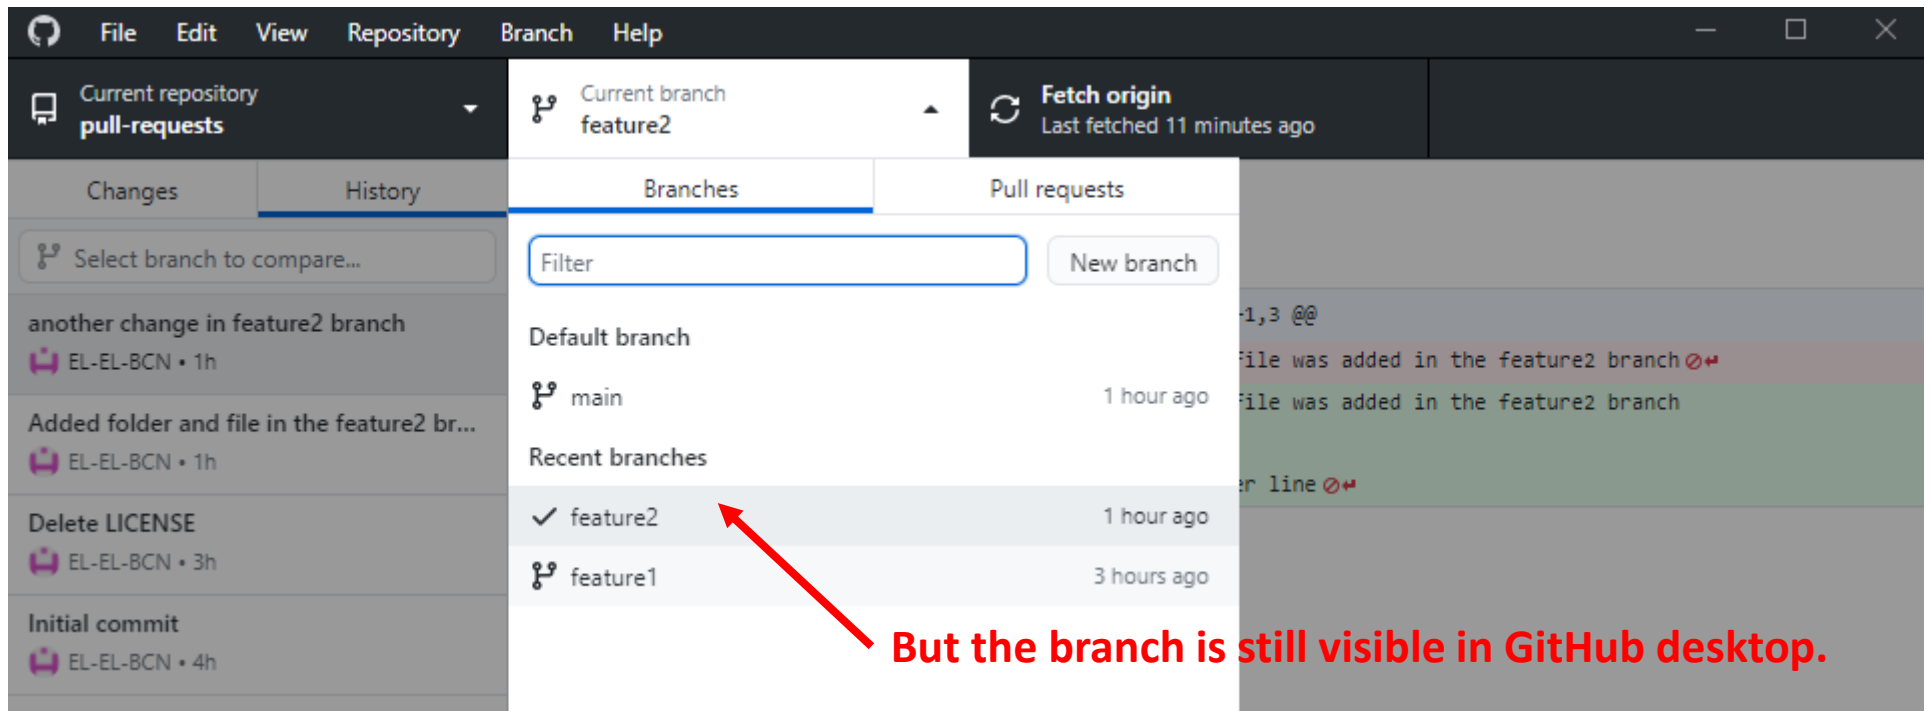 File Edit View Repository Branch Help
Current repository
pull-requests
Current branch
feature2
Fetch origin
Last fetched 11 minutes ago
Changes History
Select branch to compare...
another change in feature2 branch
EL-EL-BCN • 1h
Added folder and file in the feature2 br...
EL-EL-BCN • 1h
Delete LICENSE
EL-EL-BCN • 3h
Initial commit
EL-EL-BCN • 4h
Branches Pull requests
Filter New branch
Default branch
main 1 hour ago
Recent branches
feature2 1 hour ago
feature1 3 hours ago
1,3 @@
file was added in the feature2 branch
file was added in the feature2 branch
er line
But the branch is still visible in GitHub desktop.